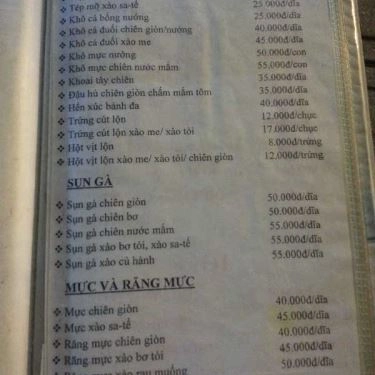 ❖ Tép mỡ xào sa-tế 25.000đ/dĩa
❖ Khô cá bống nướng 25.000đ/dĩa
❖ Khô cá đuối chiên giòn/nướng 40.000đ/dĩa
❖ Khô cá đuối xào me 45.000đ/dĩa
❖ Khô mực nướng 50.000/con
❖ Khô mực chiên nước mắm 55,000/con
❖ Khoai tây chiên 35.000/dĩa
❖ Đậu hủ chiên giòn chấm mắm tôm 35.000/dĩa
❖ Hến xúc bánh đa 40.000đ/dĩa
❖ Trứng cút lộn 12.000đ/chục
❖ Trứng cút lộn xào me/ xào tỏi 17.000đ/chục
❖ Hột vịt lộn 8.000đ/trứng
❖ Hột vịt lộn xào me/ xào tỏi/ chiên giòn 12.000đ/trứng
SỤN GÀ
❖ Sụn gà chiên giòn 50.000đ/dĩa
❖ Sụn gà chiên bơ 50.000đ/dĩa
❖ Sụn gà chiên nước mắm 55.000đ/dĩa
❖ Sụn gà xào bơ tỏi, xào sa-tế 55.000đ/dĩa
❖ Sụn gà xào củ hành 55.000đ/dĩa
MỰC VÀ RĂNG MỰC
❖ Mực chiên giòn 40.000đ/dĩa
❖ Mực xào sa-tế 45.000đ/dĩa
❖ Răng mực chiên giòn 40.000đ/dĩa
❖ Răng mực xào bơ tỏi 45.000đ/dĩa
❖ Răng mực xào rau muống 50.000đ/dĩa